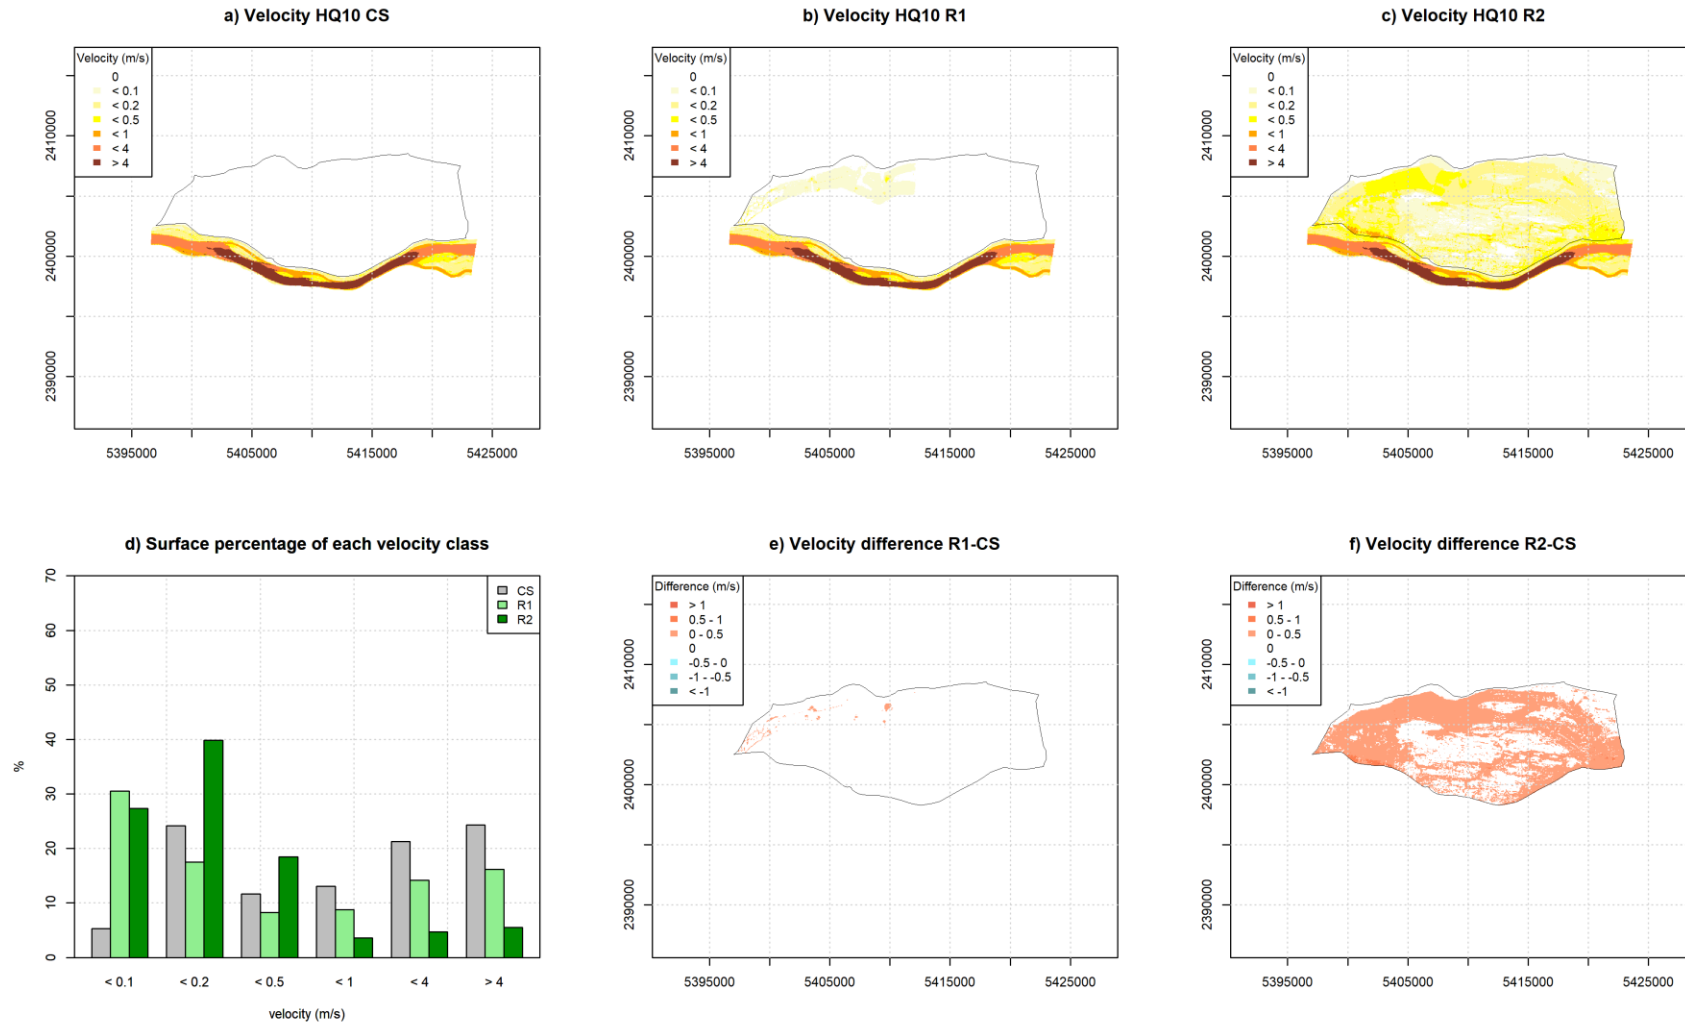 a) Velocity HQ10 CS
Velocity (m/s)
0
< 0.1
< 0.2
< 0.5
< 1
< 4
> 4
2410000
2400000
2390000
5395000 5405000 5415000 5425000
b) Velocity HQ10 R1
Velocity (m/s)
0
< 0.1
< 0.2
< 0.5
< 1
< 4
> 4
2410000
2400000
2390000
5395000 5405000 5415000 5425000
c) Velocity HQ10 R2
Velocity (m/s)
0
< 0.1
< 0.2
< 0.5
< 1
< 4
> 4
2410000
2400000
2390000
5395000 5405000 5415000 5425000
d) Surface percentage of each velocity class
CS
R1
R2
70
60
50
40
30
20
10
0
%
< 0.1 < 0.2 < 0.5 < 1 < 4 > 4
velocity (m/s)
e) Velocity difference R1-CS
Difference (m/s)
> 1
0.5 - 1
0 - 0.5
0
-0.5 - 0
-1 - -0.5
< -1
2410000
2400000
2390000
5395000 5405000 5415000 5425000
f) Velocity difference R2-CS
Difference (m/s)
> 1
0.5 - 1
0 - 0.5
0
-0.5 - 0
-1 - -0.5
< -1
2410000
2400000
2390000
5395000 5405000 5415000 5425000